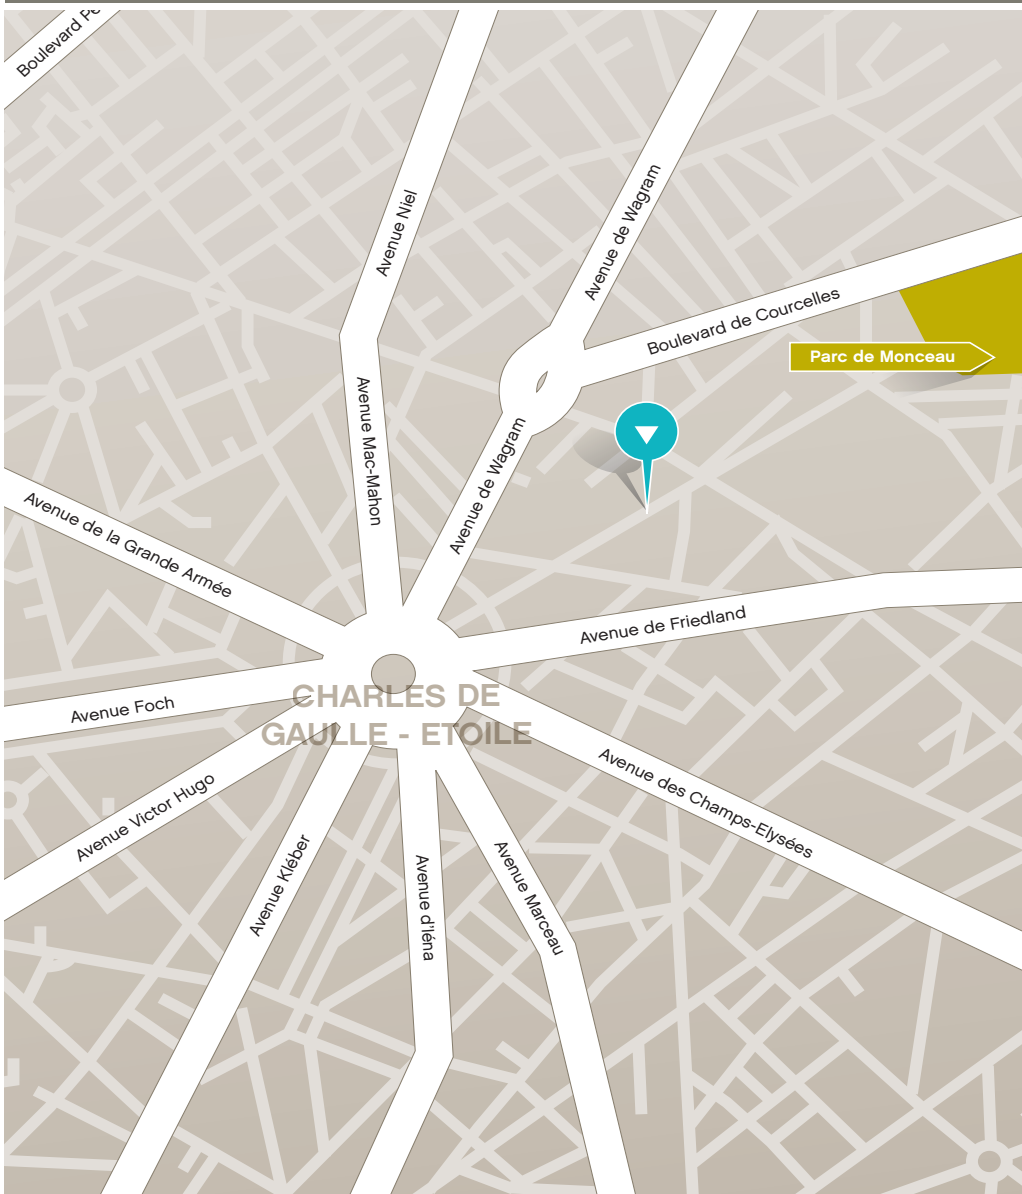 Boulevard Pe
Avenue Niel
Avenue de Wagram
Boulevard de Courcelles
Parc de Monceau
Avenue Mac-Mahon
Avenue de Wagram
Avenue de la Grande Armée
Avenue de Friedland
Avenue Foch
CHARLES DE
GAULLE - ETOILE
Avenue Victor Hugo
Avenue des Champs-Elysées
Avenue Kléber
Avenue d'Iéna
Avenue Marceau